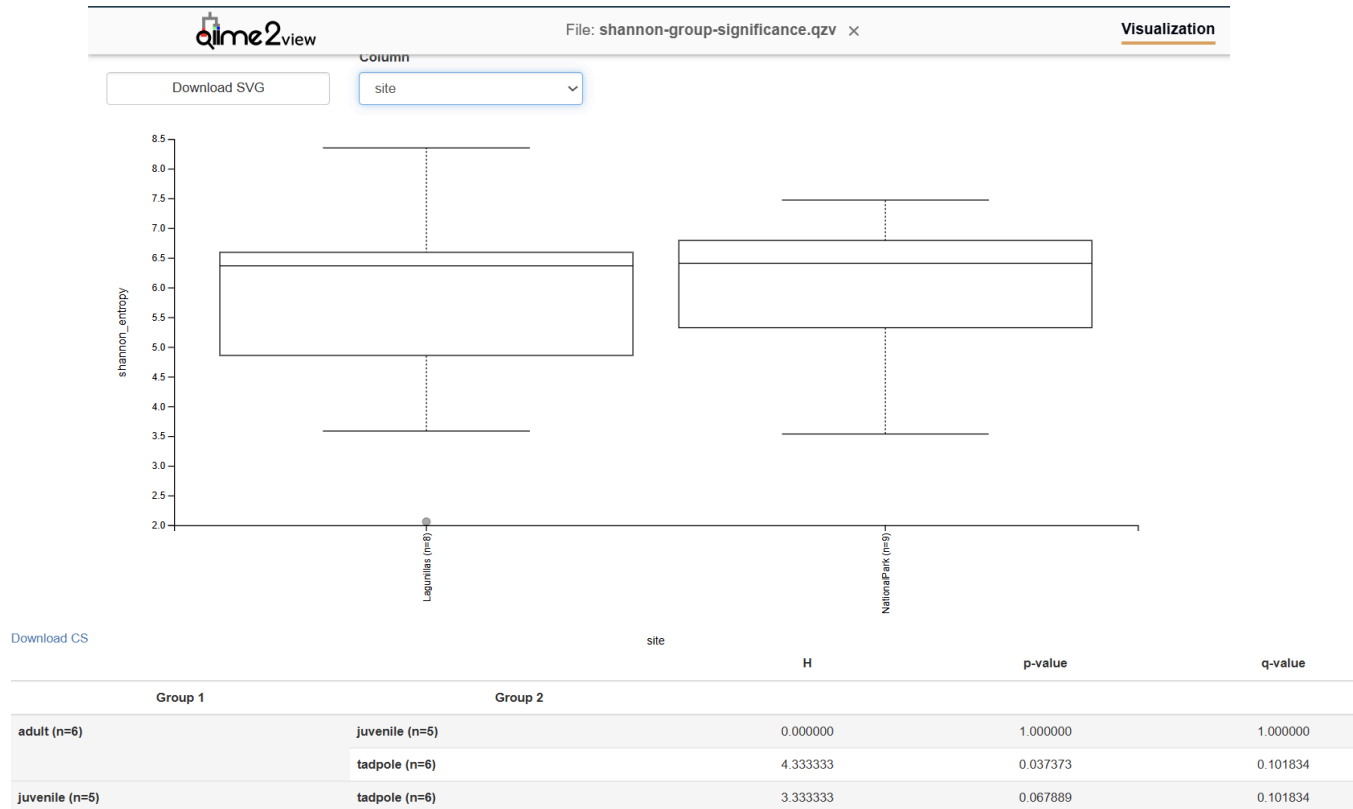 qiime2view File: shannon-group-significance.qzv × Visualization
Column
Download SVG site
8.5
8.0
7.5
7.0
6.5
6.0
5.5
5.0
4.5
4.0
3.5
3.0
2.5
2.0
shannon_entropy
Lagunillas (n=8)
NationalPark (n=9)
Download CS site
H p-value q-value
Group 1 Group 2
adult (n=6) juvenile (n=5) 0.000000 1.000000 1.000000
tadpole (n=6) 4.333333 0.037373 0.101834
juvenile (n=5) tadpole (n=6) 3.333333 0.067889 0.101834